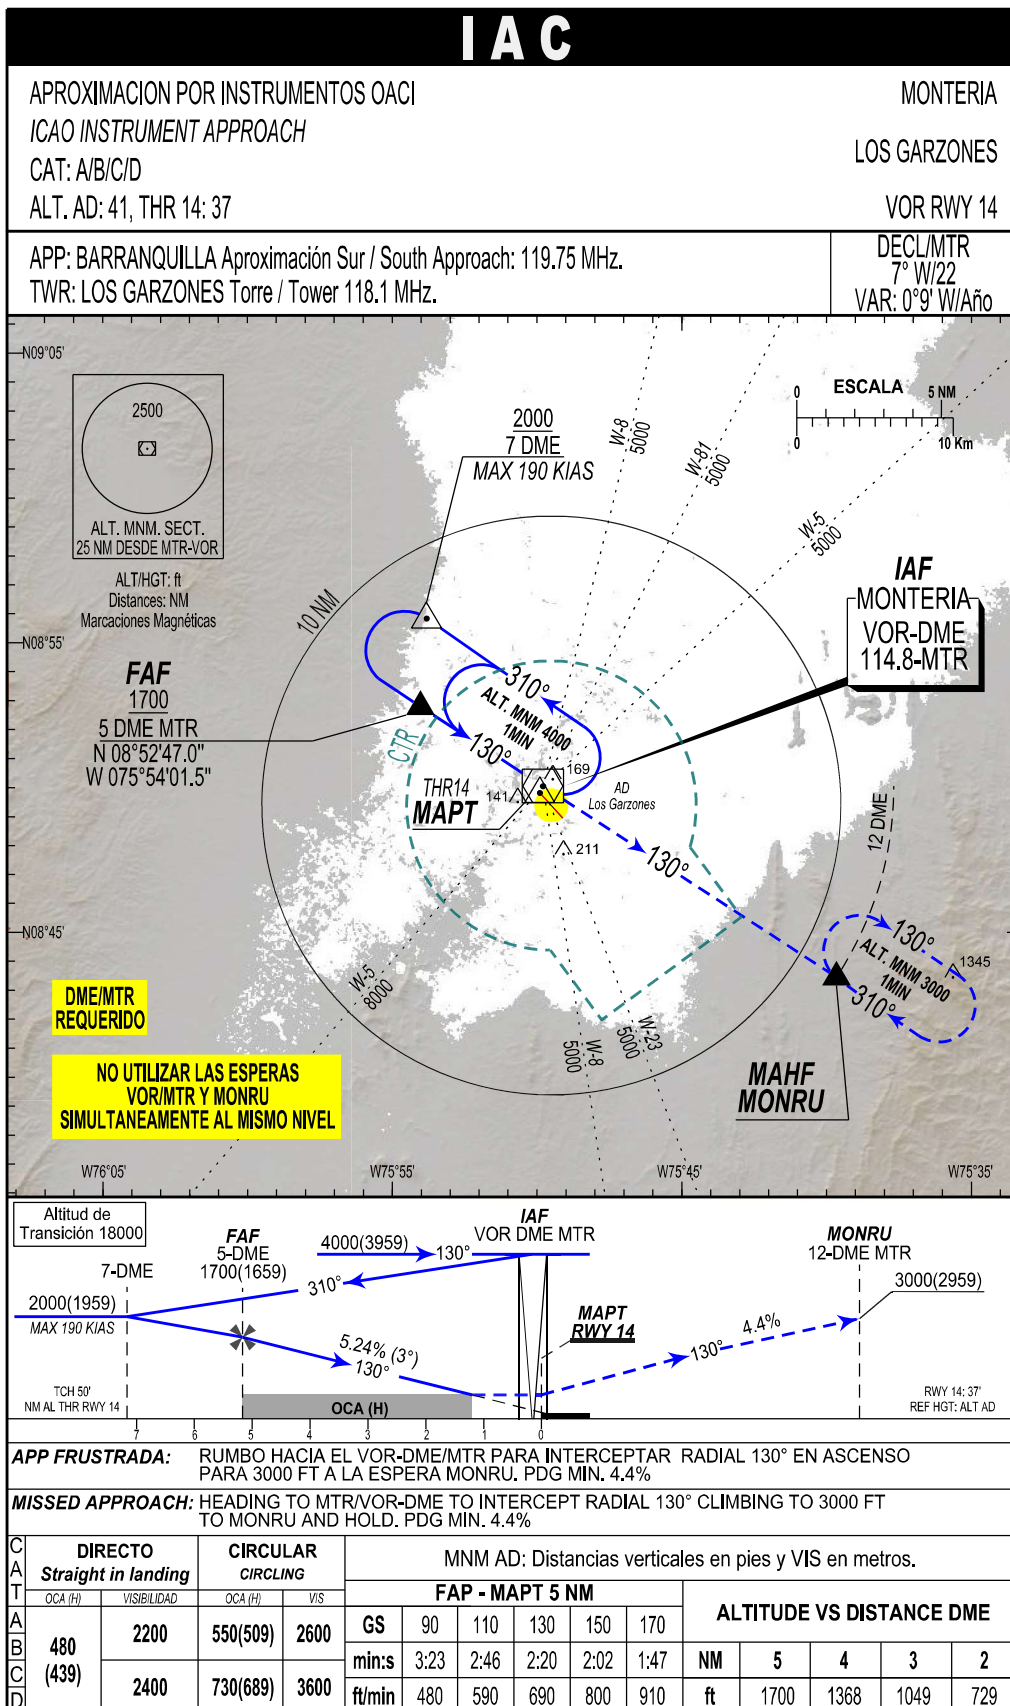 IAC
APROXIMACION POR INSTRUMENTOS OACI
ICAO INSTRUMENT APPROACH
CAT: A/B/C/D
ALT. AD: 41, THR 14: 37
MONTERIA
LOS GARZONES
VOR RWY 14
APP: BARRANQUILLA Aproximación Sur / South Approach: 119.75 MHz.
TWR: LOS GARZONES Torre / Tower 118.1 MHz.
DECL/MTR
7° W/22
VAR: 0°9' W/Año
N09°05'
2500
ALT. MNM. SECT.
25 NM DESDE MTR-VOR
ALT/HGT: ft
Distances: NM
Marcaciones Magnéticas
2000
7 DME
MAX 190 KIAS
W-8
5000
W-81
5000
W-5
5000
0 ESCALA 5 NM
0 10 Km
IAF
MONTERIA
VOR-DME
114.8-MTR
10 NM
N08°55'
FAF
1700
5 DME MTR
N 08°52'47.0"
W 075°54'01.5"
CTR
310°
ALT. MNM 4000
1MIN
130°
THR14
MAPT
141
169
AD
Los Garzones
211
130°
12 DME
N08°45'
130°
ALT. MNM 3000
1MIN
310°
1345
W-5
8000
W-8
5000
W-23
5000
DME/MTR
REQUERIDO
NO UTILIZAR LAS ESPERAS
VOR/MTR Y MONRU
SIMULTANEAMENTE AL MISMO NIVEL
MAHF
MONRU
W76°05' W75°55' W75°45' W75°35'
Altitud de
Transición 18000
FAF
5-DME
1700(1659)
7-DME
4000(3959)
130°
IAF
VOR DME MTR
MONRU
12-DME MTR
310°
2000(1959)
MAX 190 KIAS
3000(2959)
MAPT
RWY 14
5.24% (3°)
130°
4.4%
130°
TCH 50'
NM AL THR RWY 14
OCA (H)
RWY 14: 37'
REF HGT: ALT AD
7 6 5 4 3 2 1 0
APP FRUSTRADA: RUMBO HACIA EL VOR-DME/MTR PARA INTERCEPTAR RADIAL 130° EN ASCENSO
PARA 3000 FT A LA ESPERA MONRU. PDG MIN. 4.4%
MISSED APPROACH: HEADING TO MTR/VOR-DME TO INTERCEPT RADIAL 130° CLIMBING TO 3000 FT
TO MONRU AND HOLD. PDG MIN. 4.4%
CAT
DIRECTO
Straight in landing
CIRCULAR
CIRCLING
MNM AD: Distancias verticales en pies y VIS en metros.
OCA (H) VISIBILIDAD OCA (H) VIS
FAP - MAPT 5 NM
ALTITUDE VS DISTANCE DME
A
B
C
D
480
(439)
2200 550(509) 2600
2400 730(689) 3600
GS 90 110 130 150 170
min:s 3:23 2:46 2:20 2:02 1:47
ft/min 480 590 690 800 910
NM 5 4 3 2
ft 1700 1368 1049 729